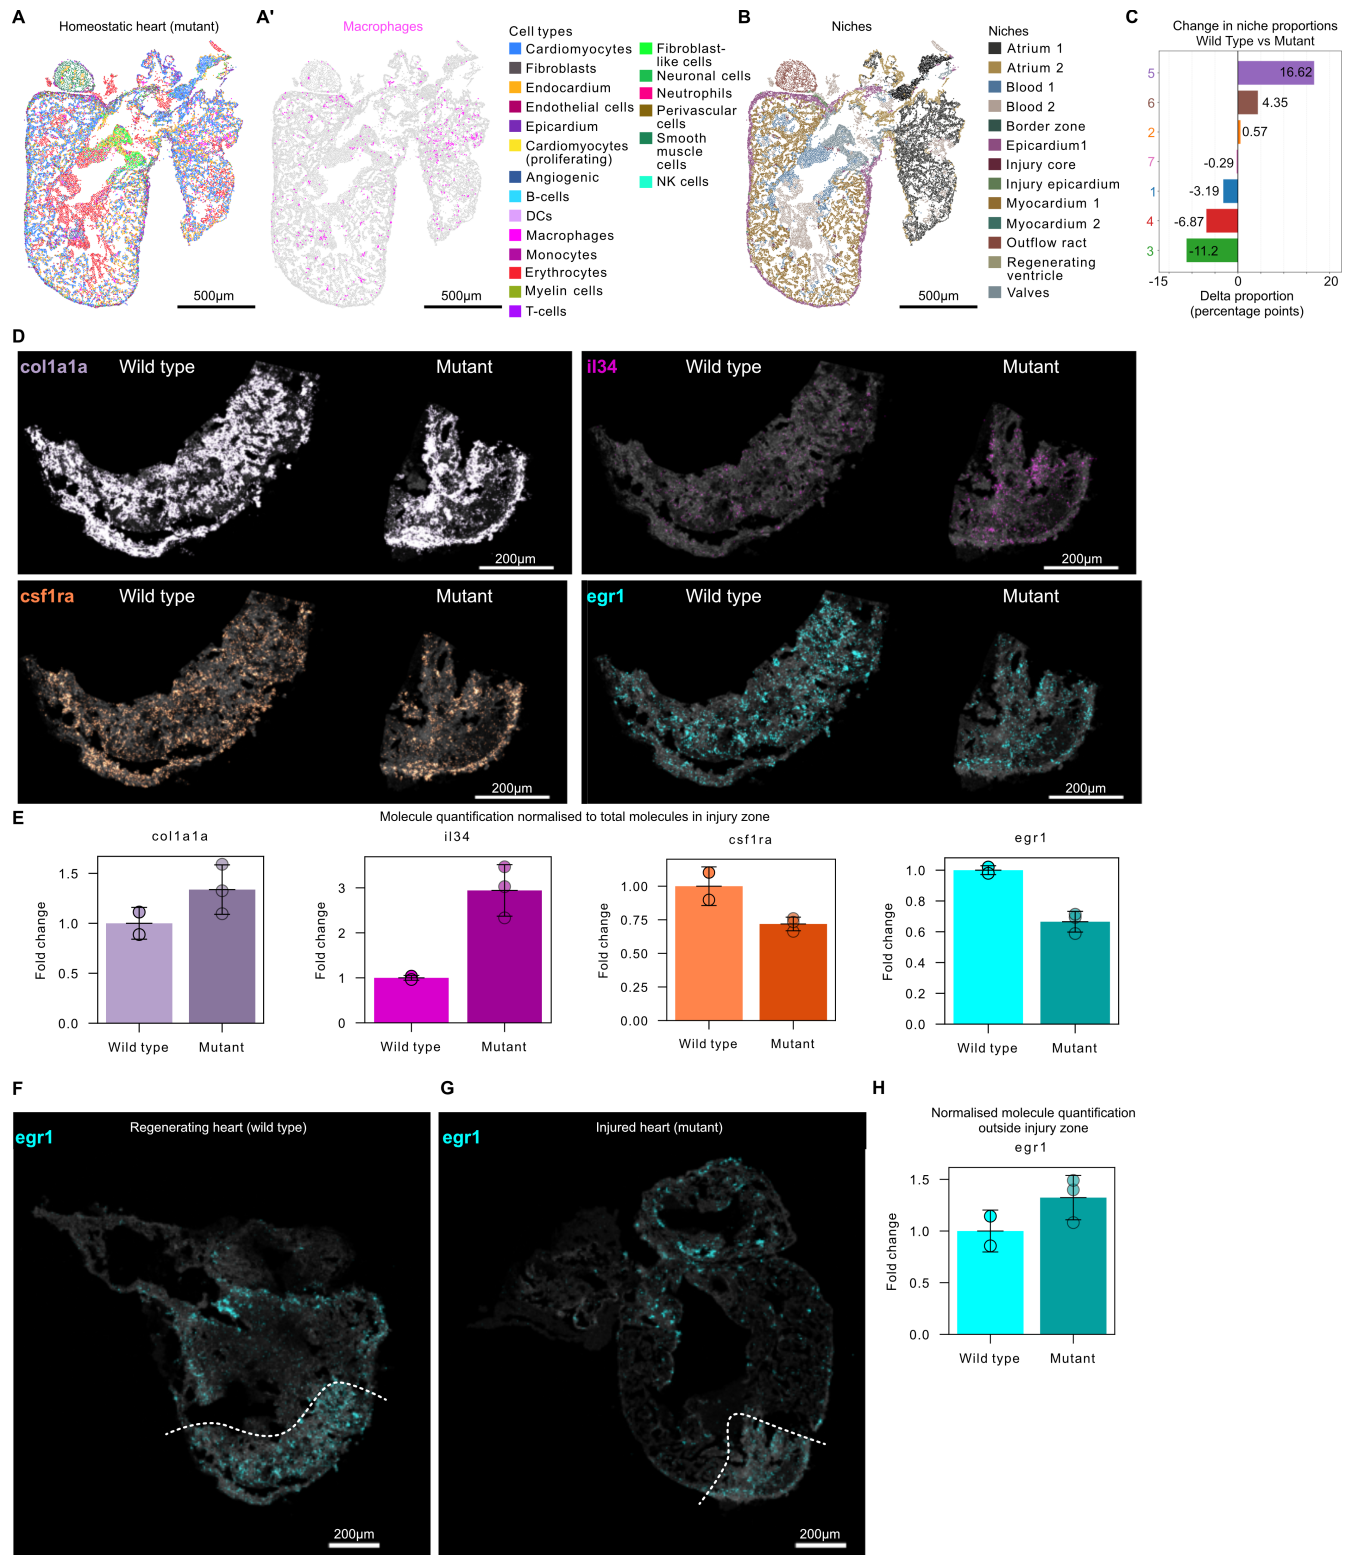 A
Homeostatic heart (mutant)
500µm
A'
Macrophages
500µm
Cell types
Cardiomyocytes
Fibroblasts
Endocardium
Endothelial cells
Epicardium
Cardiomyocytes
(proliferating)
Angiogenic
B-cells
DCs
Macrophages
Monocytes
Erythrocytes
Myelin cells
T-cells
Fibroblast-
like cells
Neuronal cells
Neutrophils
Perivascular
cells
Smooth
muscle
cells
NK cells
B
Niches
500µm
Niches
Atrium 1
Atrium 2
Blood 1
Blood 2
Border zone
Epicardium1
Injury core
Injury epicardium
Myocardium 1
Myocardium 2
Outflow ract
Regenerating
ventricle
Valves
C
Change in niche proportions
Wild Type vs Mutant
5
16.62
6
4.35
2
0.57
7
-0.29
1
-3.19
4
-6.87
3
-11.2
-15
0
20
Delta proportion
(percentage points)
D
col1a1a
Wild type
Mutant
200µm
il34
Wild type
Mutant
200µm
csf1ra
Wild type
Mutant
200µm
egr1
Wild type
Mutant
200µm
E
Molecule quantification normalised to total molecules in injury zone
col1a1a
Fold change
1.5
1.0
0.5
0.0
Wild type
Mutant
il34
Fold change
3
2
1
0
Wild type
Mutant
csf1ra
Fold change
1.00
0.75
0.50
0.25
0.00
Wild type
Mutant
egr1
Fold change
1.0
0.8
0.6
0.4
0.2
0.0
Wild type
Mutant
F
egr1
Regenerating heart (wild type)
200µm
G
egr1
Injured heart (mutant)
200µm
H
Normalised molecule quantification
outside injury zone
egr1
Fold change
1.5
1.0
0.5
0.0
Wild type
Mutant